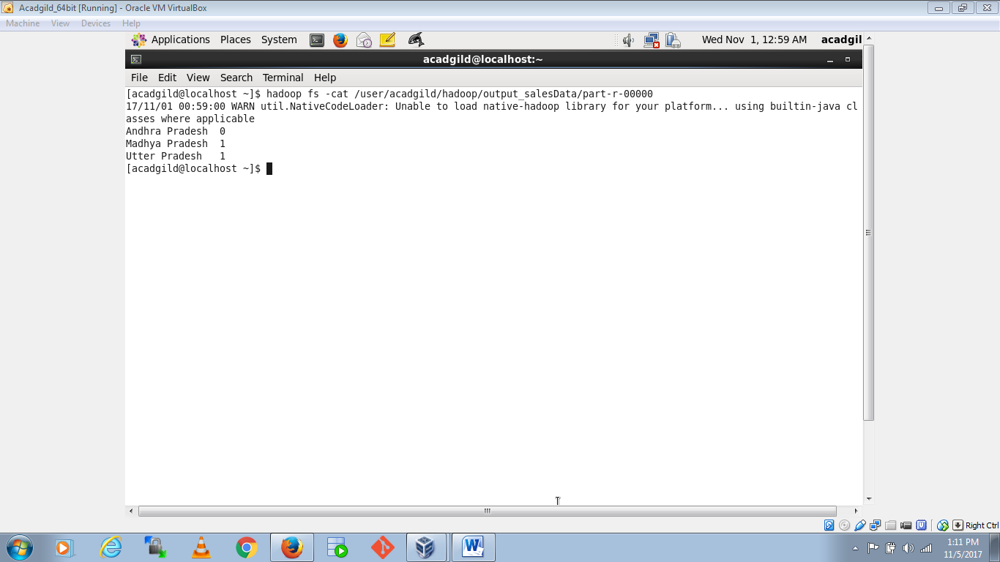 Acadgild_64bit [Running] - Oracle VM VirtualBox
Machine View Devices Help
Applications Places System Wed Nov 1, 12:59 AM acadgil
acadgild@localhost:~
File Edit View Search Terminal Help
[acadgild@localhost ~]$ hadoop fs -cat /user/acadgild/hadoop/output_salesData/part-r-00000
17/11/01 00:59:00 WARN util.NativeCodeLoader: Unable to load native-hadoop library for your platform... using builtin-java cl
asses where applicable
Andhra Pradesh 0
Madhya Pradesh 1
Utter Pradesh 1
[acadgild@localhost ~]$
Right Ctrl
1:11 PM
11/5/2017